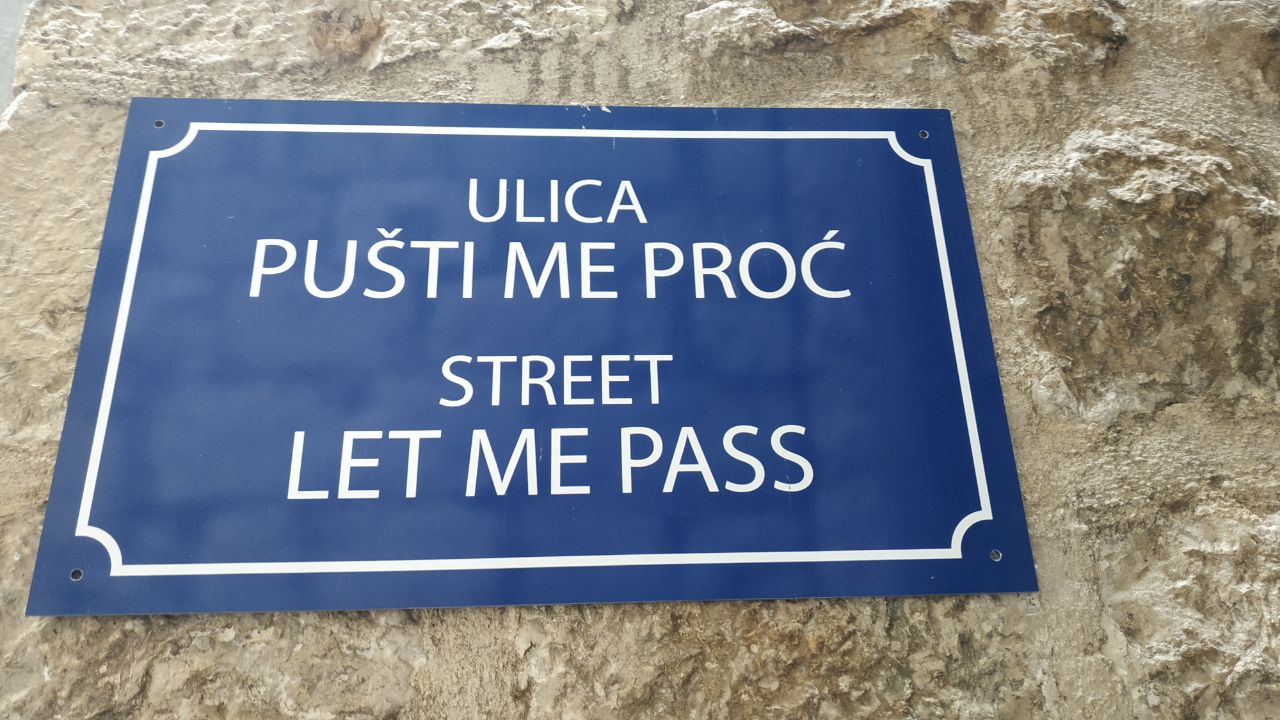 ULICA
PUŠTI ME PROĆ
STREET
LET ME PASS